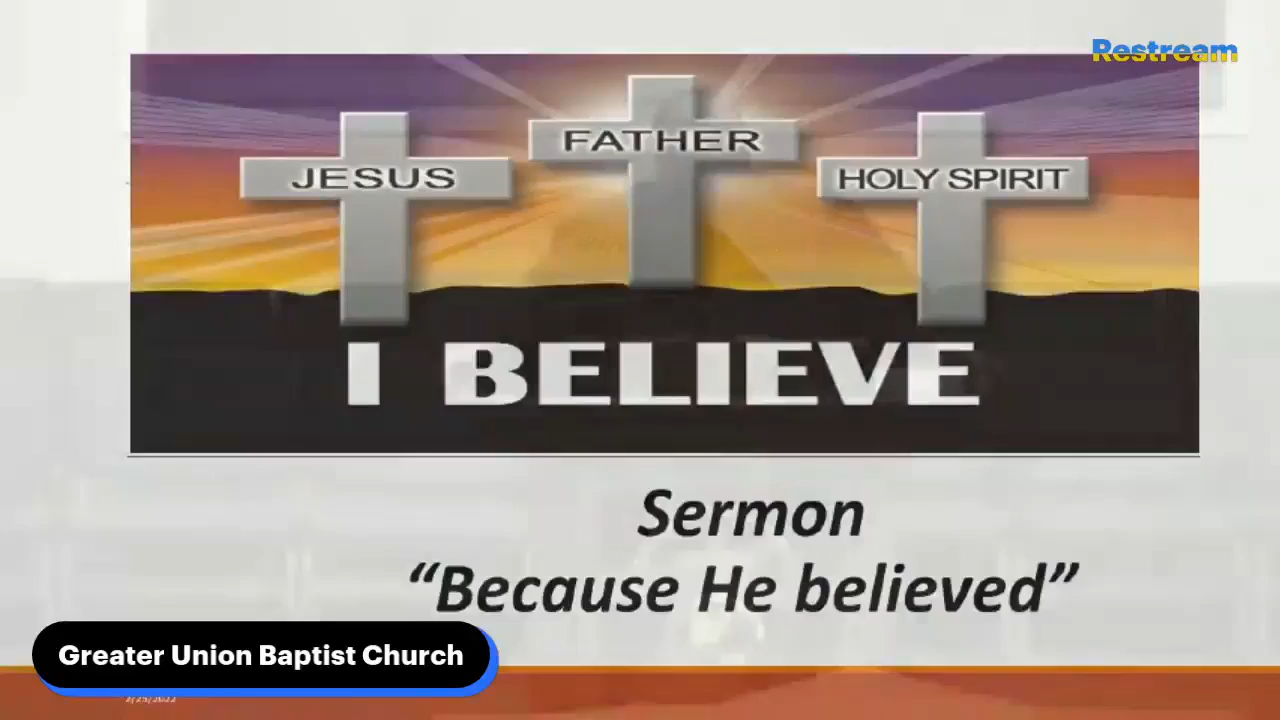 Restream
FATHER
JESUS
HOLY SPIRIT
I BELIEVE
Sermon
“Because He believed”
Greater Union Baptist Church